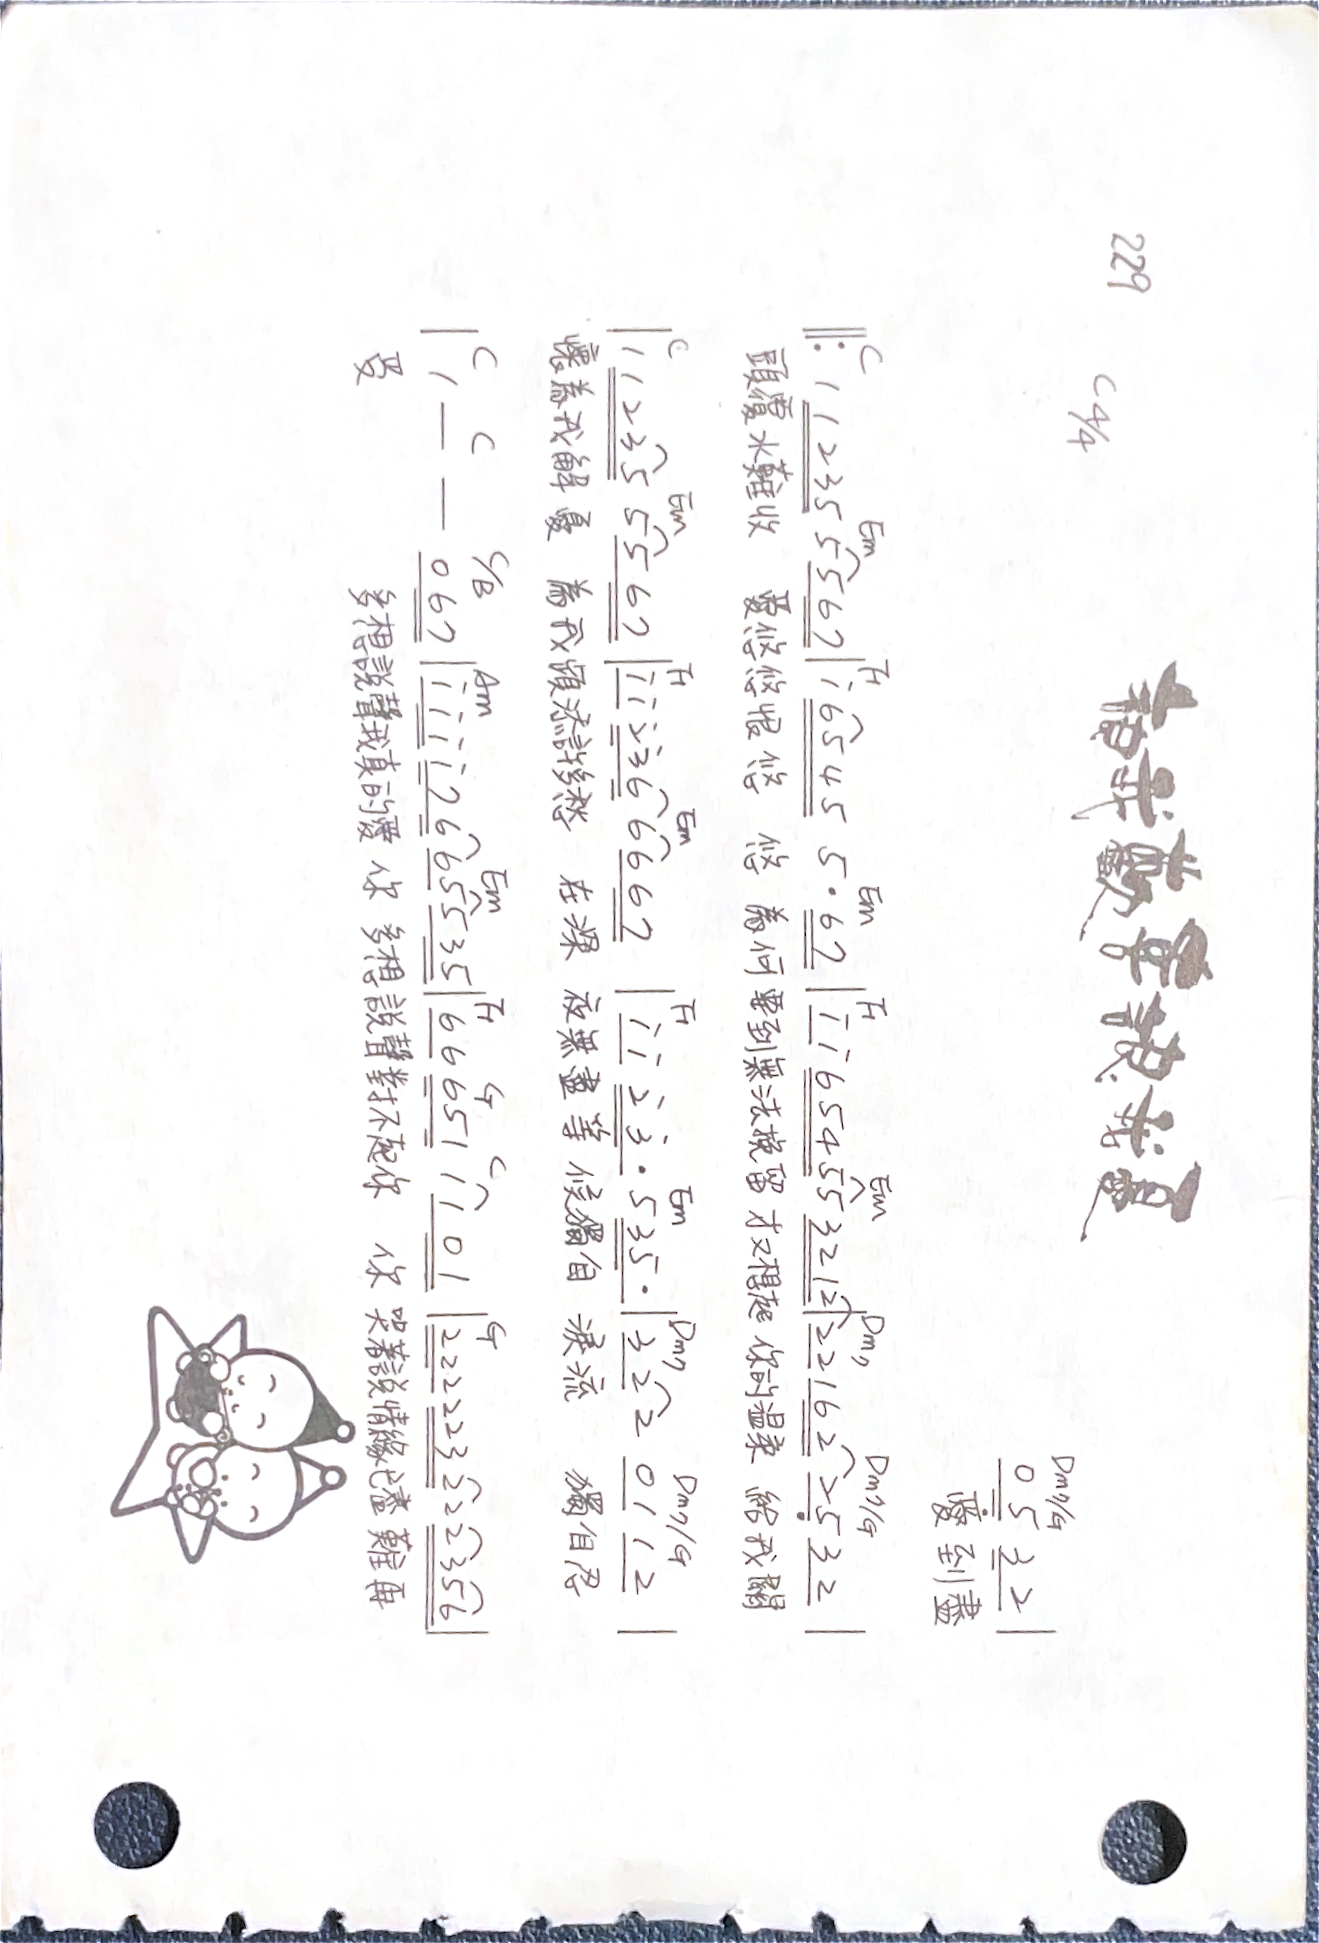 229
C 4/4
讓我歡喜讓我憂
Dm7/G
0 5 3 2 |
愛到盡
C Em F Em F Em Dm7 Dm7/G
‖: 1 1 2 3 5 5 5 6 7 | i 6 5 4 5 5 · 6 7 | i i 6 5 4 5 5 3 2 1 2 | 2 2 1 6 2 2 5 3 2 |
頭覆水難收 愛悠悠恨悠 悠 為何要到無法挽留 才又想起 你的溫柔 給我關
C Em F Em F Em Dm7 Dm7/G
| 1 1 2 3 5 5 5 6 7 | i i 2̇ 3̇ 6 6 6 6 7 | i i 2̇ 3̇ · 5 3 5 · | 3 2 2 0 1 1 2 |
懷為我解憂 為我頻添許多愁 在深 夜無盡等候獨自 淚流 獨自忍
C C C/B Am Em F G C G
| 1 — — 0 6 7 | i i i i 7 6 6 5 5 3 5 | 6 6 6 5 1 1 1 0 1 | 2 2 2 2 2 3 2 2 2 3 5 6 |
受 多想說聲我真的愛 你 多想說聲對不起你 你 哭著說情緣已盡 難再